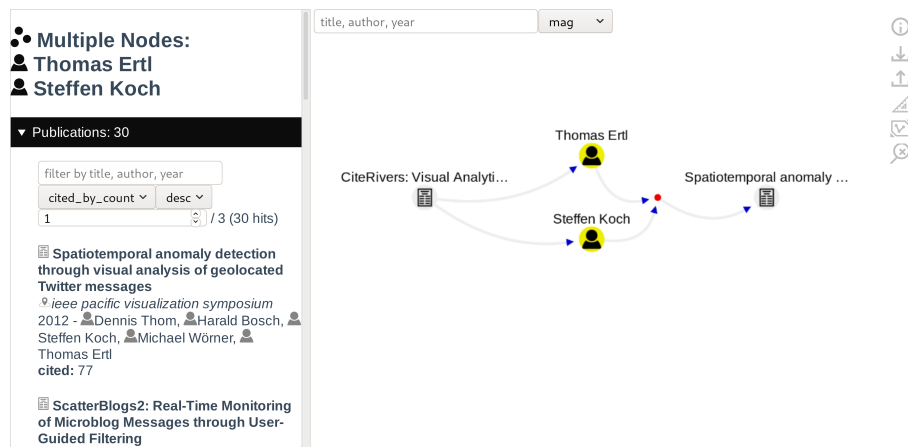 Multiple Nodes:
Thomas Ertl
Steffen Koch
▼ Publications: 30
filter by title, author, year
cited_by_count
desc
1
/ 3 (30 hits)
Spatiotemporal anomaly detection
through visual analysis of geolocated
Twitter messages
ieee pacific visualization symposium
2012 - Dennis Thom, Harald Bosch,
Steffen Koch, Michael Wörner,
Thomas Ertl
cited: 77
ScatterBlogs2: Real-Time Monitoring
of Microblog Messages through User-
Guided Filtering
title, author, year
mag
Thomas Ertl
CiteRivers: Visual Analyti…
Spatiotemporal anomaly ...
Steffen Koch